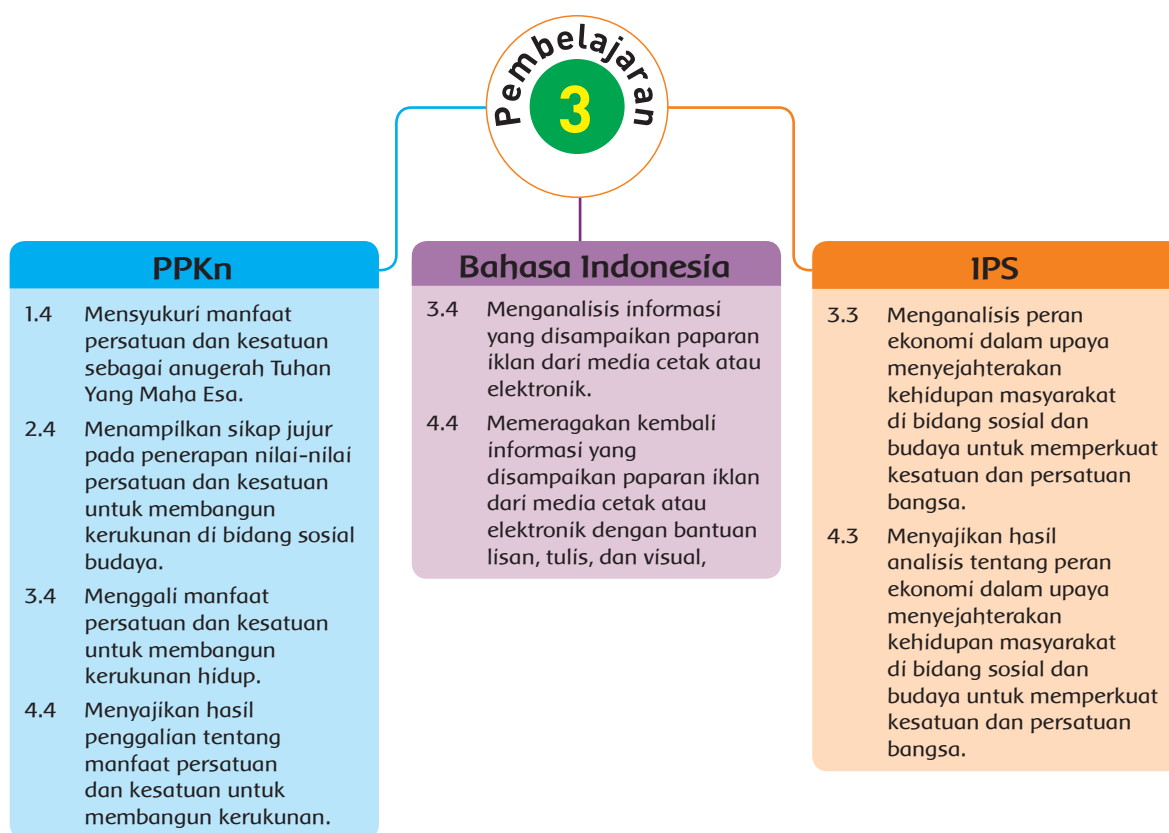 Pembelajaran
3
PPKn
1.4 Mensyukuri manfaat
persatuan dan kesatuan
sebagai anugerah Tuhan
Yang Maha Esa.
2.4 Menampilkan sikap jujur
pada penerapan nilai-nilai
persatuan dan kesatuan
untuk membangun
kerukunan di bidang sosial
budaya.
3.4 Menggali manfaat
persatuan dan kesatuan
untuk membangun
kerukunan hidup.
4.4 Menyajikan hasil
penggalian tentang
manfaat persatuan
dan kesatuan untuk
membangun kerukunan.
Bahasa Indonesia
3.4 Menganalisis informasi
yang disampaikan paparan
iklan dari media cetak atau
elektronik.
4.4 Memeragakan kembali
informasi yang
disampaikan paparan iklan
dari media cetak atau
elektronik dengan bantuan
lisan, tulis, dan visual,
IPS
3.3 Menganalisis peran
ekonomi dalam upaya
menyejahterakan
kehidupan masyarakat
di bidang sosial dan
budaya untuk memperkuat
kesatuan dan persatuan
bangsa.
4.3 Menyajikan hasil
analisis tentang peran
ekonomi dalam upaya
menyejahterakan
kehidupan masyarakat
di bidang sosial dan
budaya untuk memperkuat
kesatuan dan persatuan
bangsa.